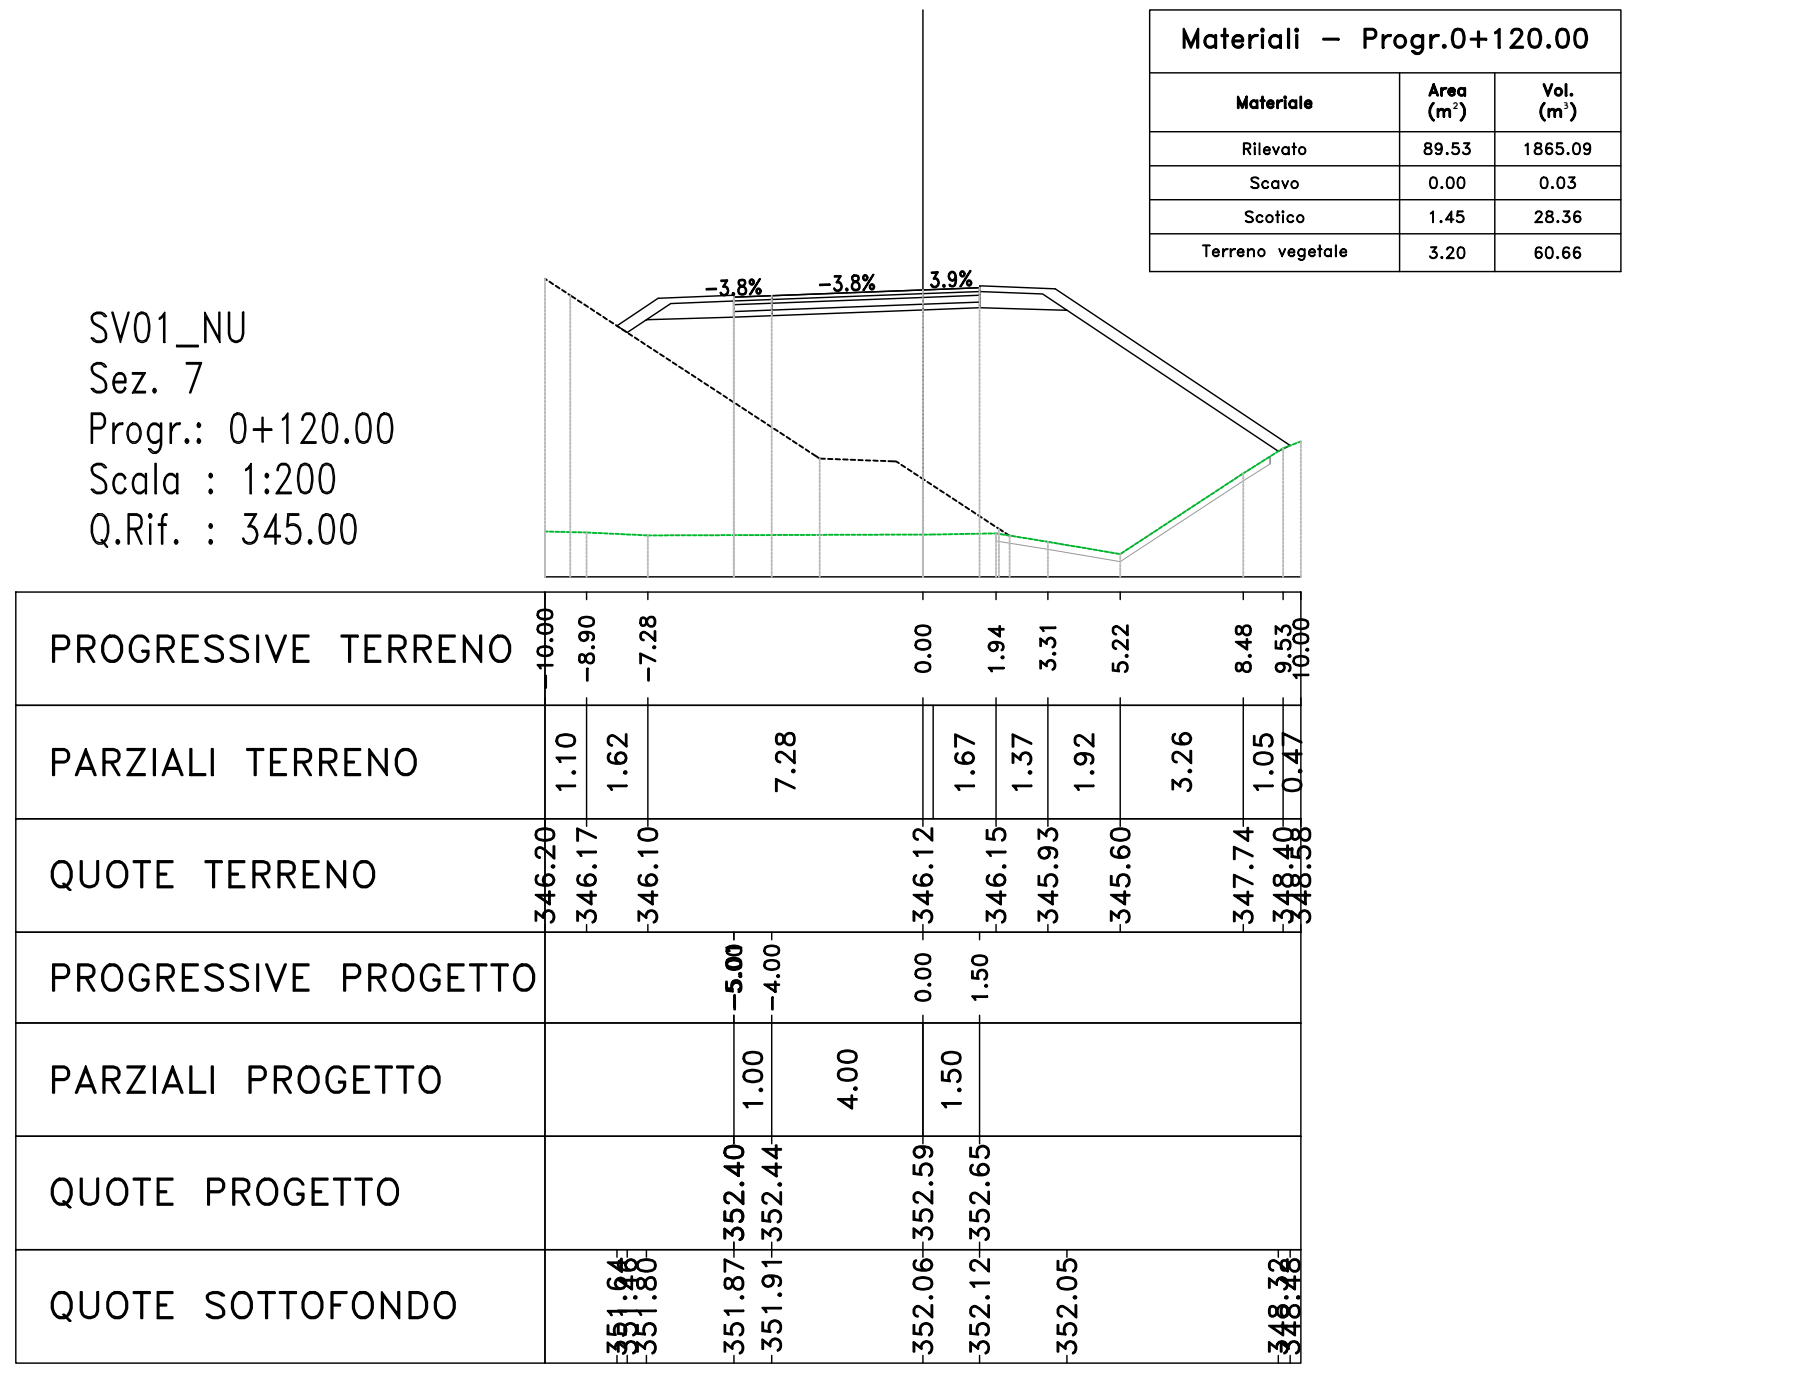 Materiali - Progr.0+120.00
Materiale Area (m²) Vol. (m³)
Rilevato 89.53 1865.09
Scavo 0.00 0.03
Scotico 1.45 28.36
Terreno vegetale 3.20 60.66
-3.8% -3.8% 3.9%
SV01_NU
Sez. 7
Progr.: 0+120.00
Scala : 1:200
Q.Rif. : 345.00
PROGRESSIVE TERRENO -10.00 -8.90 -7.28 0.00 1.94 3.31 5.22 8.48 9.53 10.00
PARZIALI TERRENO 1.10 1.62 7.28 1.67 1.37 1.92 3.26 1.05 0.47
QUOTE TERRENO 346.20 346.17 346.10 346.12 346.15 345.93 345.60 347.74 348.40 348.58
PROGRESSIVE PROGETTO -5.00 -4.00 0.00 1.50
PARZIALI PROGETTO 1.00 4.00 1.50
QUOTE PROGETTO 352.40 352.44 352.59 352.65
QUOTE SOTTOFONDO 351.64 351.46 351.80 351.87 351.91 352.06 352.12 352.05 348.32 348.48